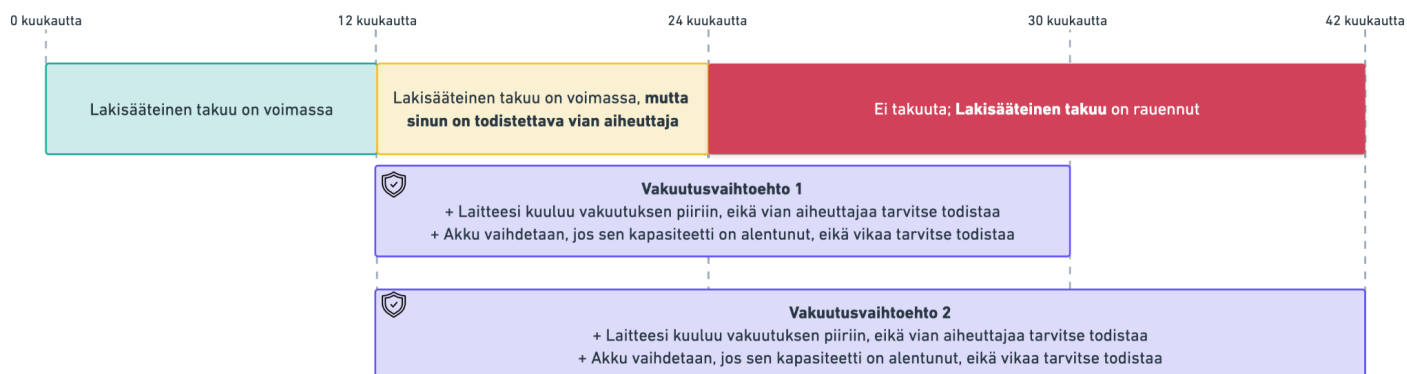 0 kuukautta
12 kuukautta
24 kuukautta
30 kuukautta
42 kuukautta
Lakisääteinen takuu on voimassa
Lakisääteinen takuu on voimassa, mutta
sinun on todistettava vian aiheuttaja
Ei takuuta; Lakisääteinen takuu on rauennut
Vakuutusvaihtoehto 1
+ Laitteesi kuuluu vakuutuksen piiriin, eikä vian aiheuttajaa tarvitse todistaa
+ Akku vaihdetaan, jos sen kapasiteetti on alentunut, eikä vikaa tarvitse todistaa
Vakuutusvaihtoehto 2
+ Laitteesi kuuluu vakuutuksen piiriin, eikä vian aiheuttajaa tarvitse todistaa
+ Akku vaihdetaan, jos sen kapasiteetti on alentunut, eikä vikaa tarvitse todistaa